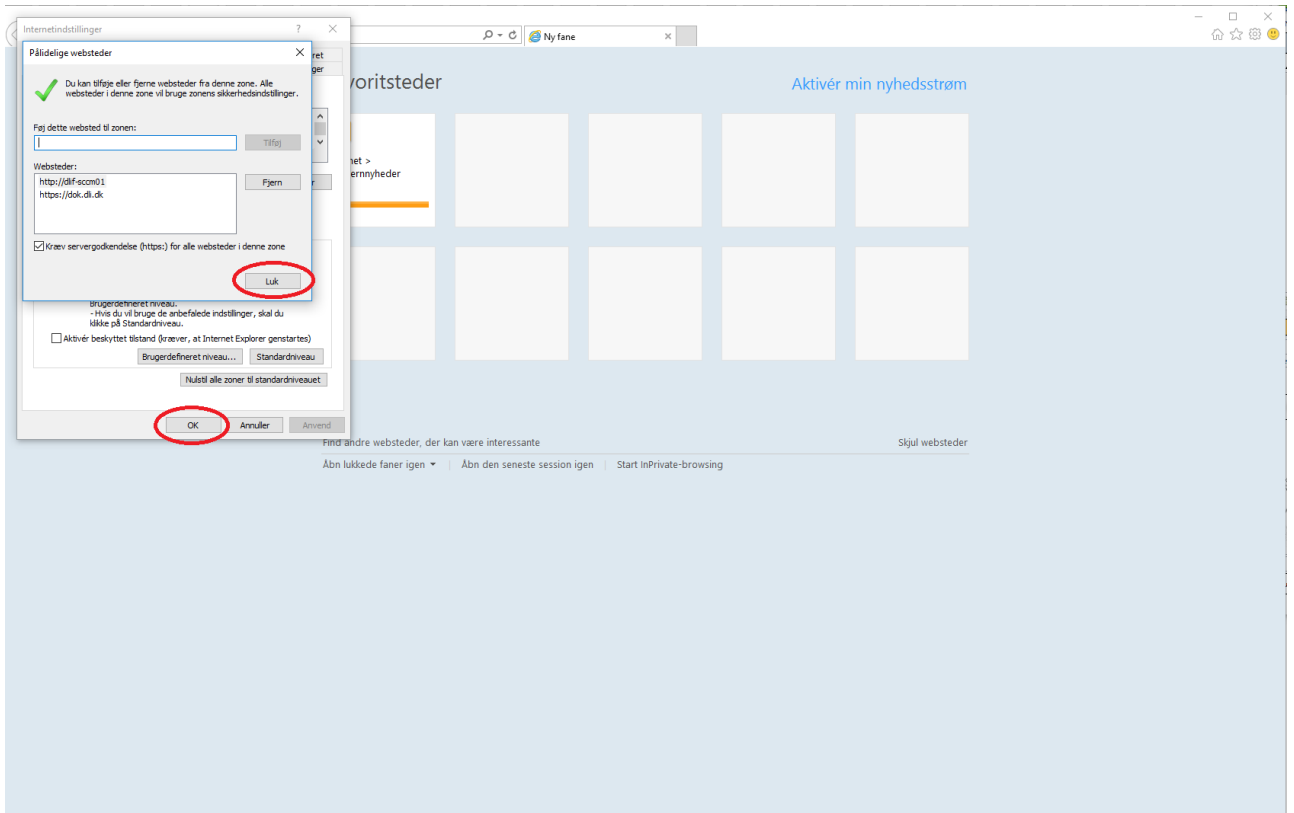 Internetindstillinger
Pålidelige websteder
Du kan tilføje eller fjerne websteder fra denne zone. Alle
websteder i denne zone vil bruge zonens sikkerhedsindstillinger.
Føj dette websted til zonen:
Tilføj
Websteder:
http://dlif-sccm01
https://dok.dli.dk
Fjern
Kræv servergodkendelse (https:) for alle websteder i denne zone
Luk
Brugerdefineret niveau.
- Hvis du vil bruge de anbefalede indstillinger, skal du
klikke på Standardniveau.
Aktivér beskyttet tilstand (kræver, at Internet Explorer genstartes)
Brugerdefineret niveau...
Standardniveau
Nulstil alle zoner til standardniveauet
OK
Annuller
Anvend
ret
ger
r
Ny fane
voritsteder
Aktivér min nyhedsstrøm
net >
ernnyheder
Find andre websteder, der kan være interessante
Skjul websteder
Åbn lukkede faner igen
Åbn den seneste session igen
Start InPrivate-browsing